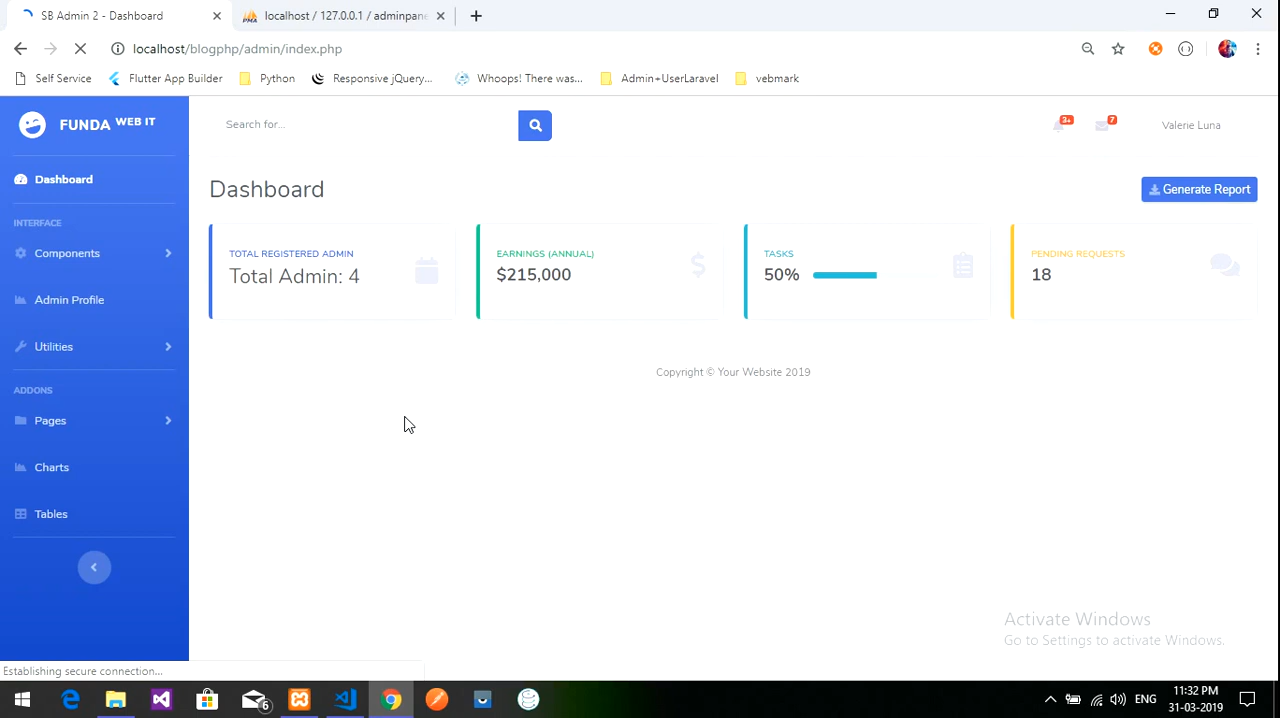 SB Admin 2 - Dashboard
localhost / 127.0.0.1 / adminpane
localhost/blogphp/admin/index.php
Self Service
Flutter App Builder
Python
Responsive jQuery...
Whoops! There was...
Admin+UserLaravel
vebmark
FUNDA WEB IT
Search for...
3+
7
Valerie Luna
Dashboard
Dashboard
Generate Report
INTERFACE
Components
Admin Profile
Utilities
ADDONS
Pages
Charts
Tables
TOTAL REGISTERED ADMIN
Total Admin: 4
EARNINGS (ANNUAL)
$215,000
TASKS
50%
PENDING REQUESTS
18
Copyright © Your Website 2019
Activate Windows
Go to Settings to activate Windows.
Establishing secure connection...
6
ENG
11:32 PM
31-03-2019